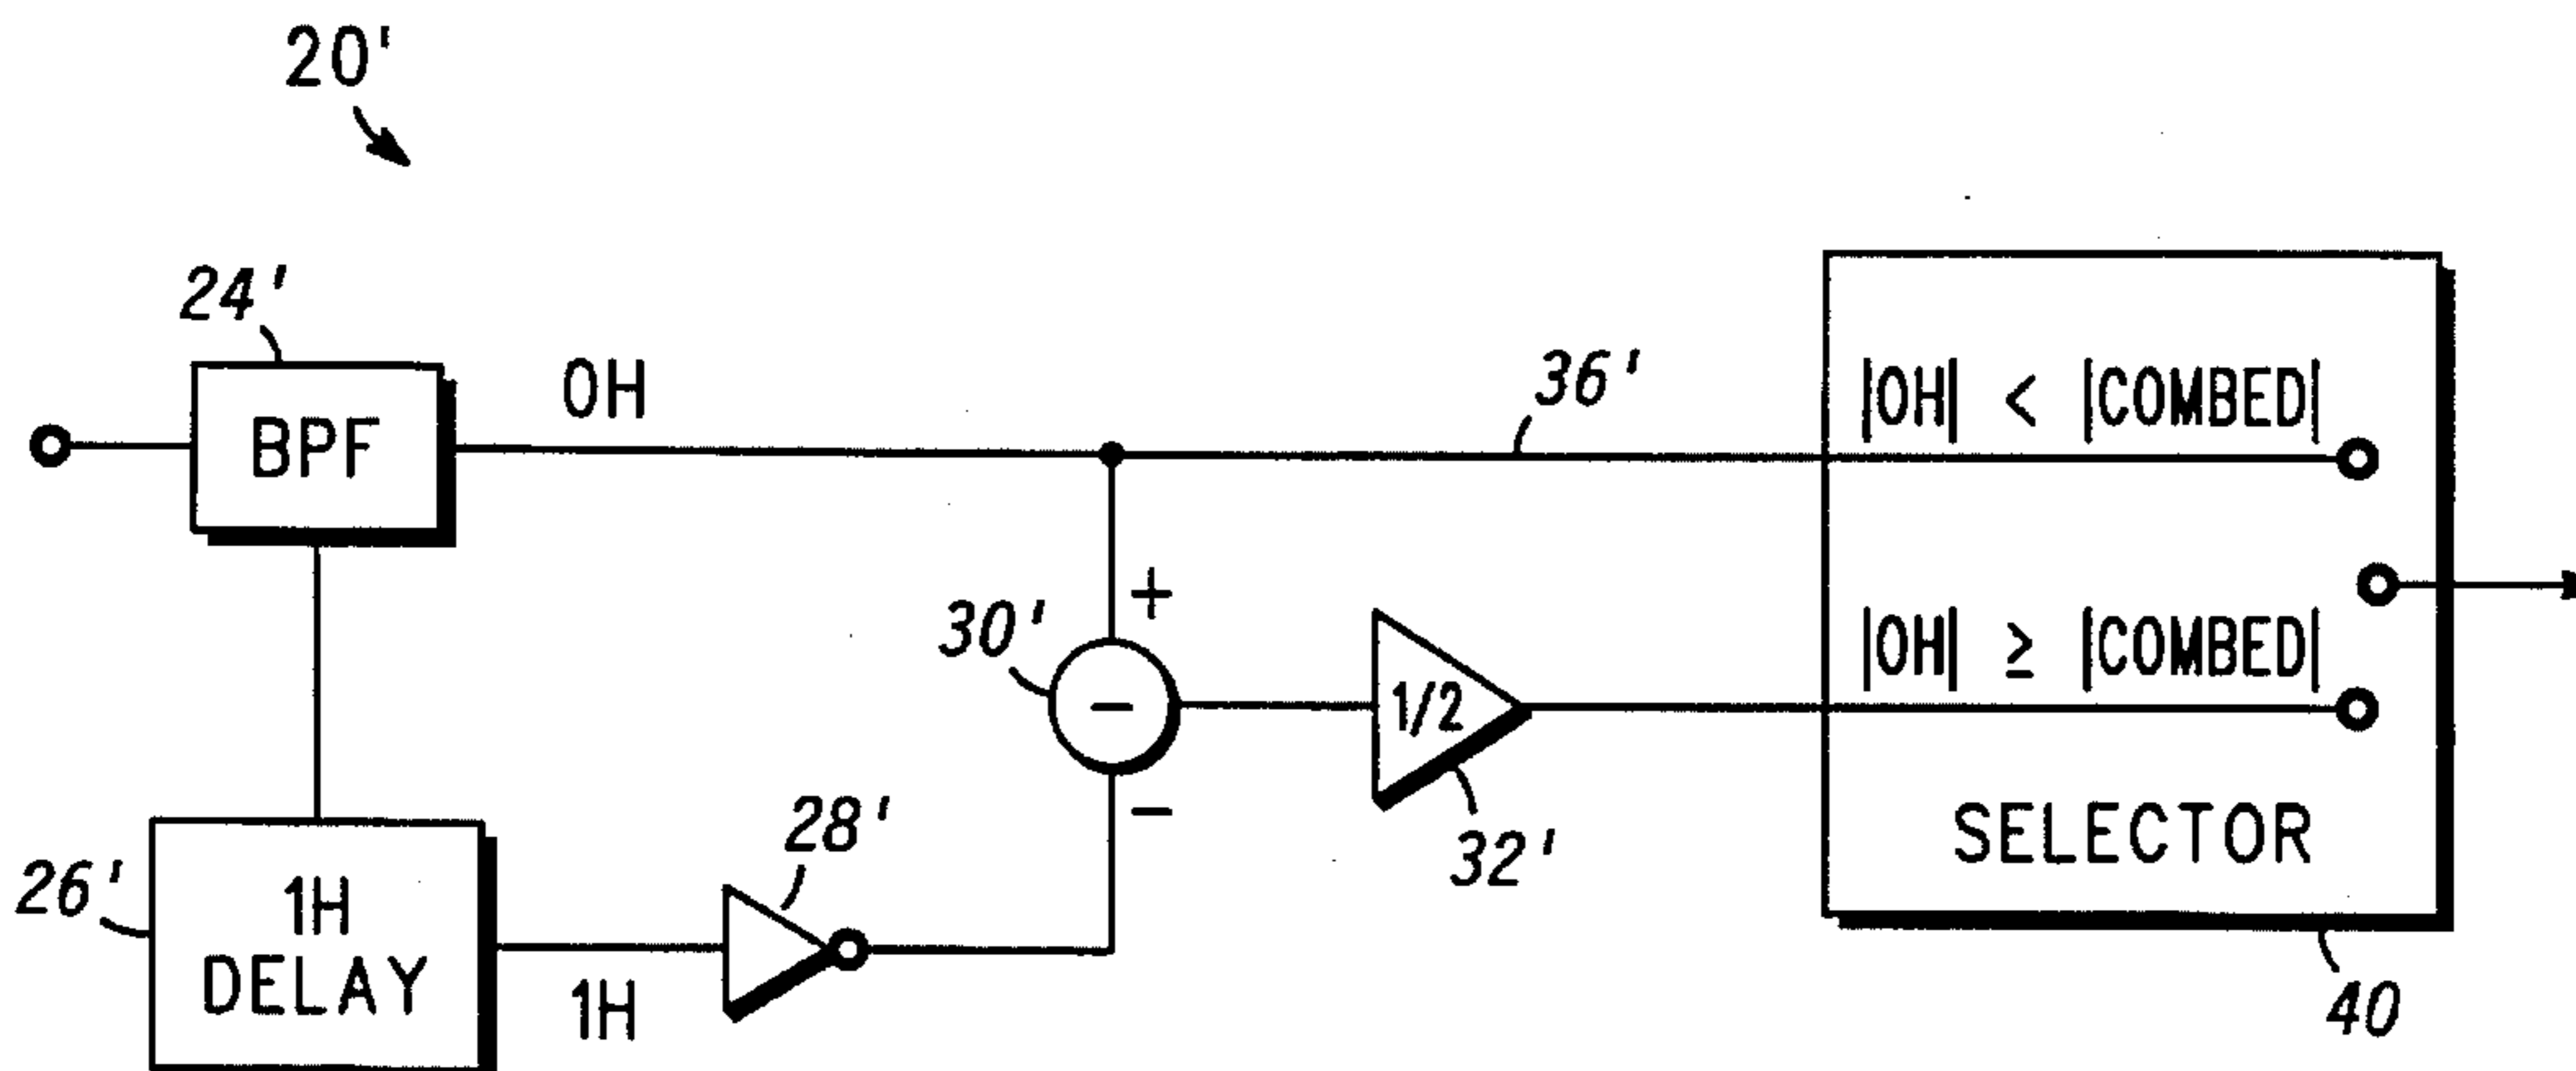 20'
24'
BPF
0H
36'
|0H| < |COMBED|
+
30'
-
1/2
|0H| ≥ |COMBED|
-
32'
SELECTOR
26'
1H
DELAY
28'
1H
40